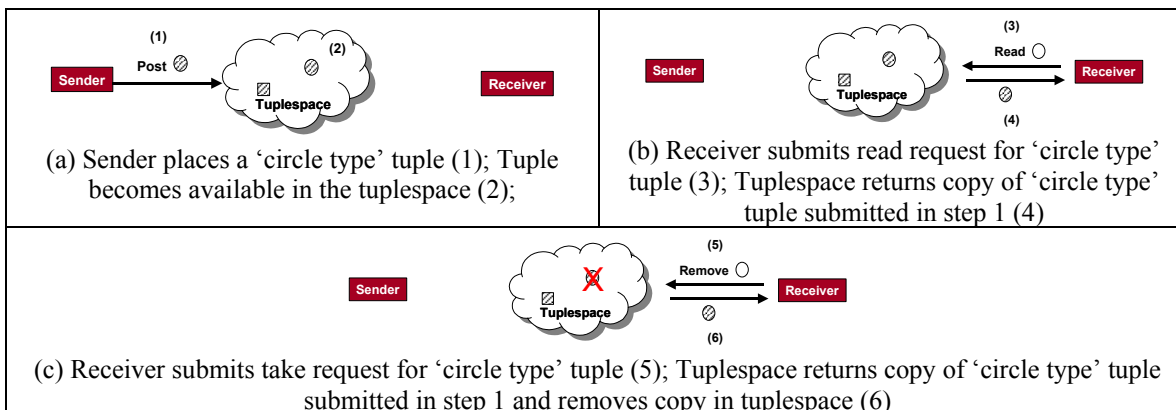 (1)
Post
(2)
Sender
Tuplespace
Receiver
(a) Sender places a ‘circle type’ tuple (1); Tuple
becomes available in the tuplespace (2);
(3)
Read
Sender
Tuplespace
Receiver
(4)
(b) Receiver submits read request for ‘circle type’
tuple (3); Tuplespace returns copy of ‘circle type’
tuple submitted in step 1 (4)
(5)
Remove
X
Sender
Tuplespace
Receiver
(6)
(c) Receiver submits take request for ‘circle type’ tuple (5); Tuplespace returns copy of ‘circle type’ tuple
submitted in step 1 and removes copy in tuplespace (6)